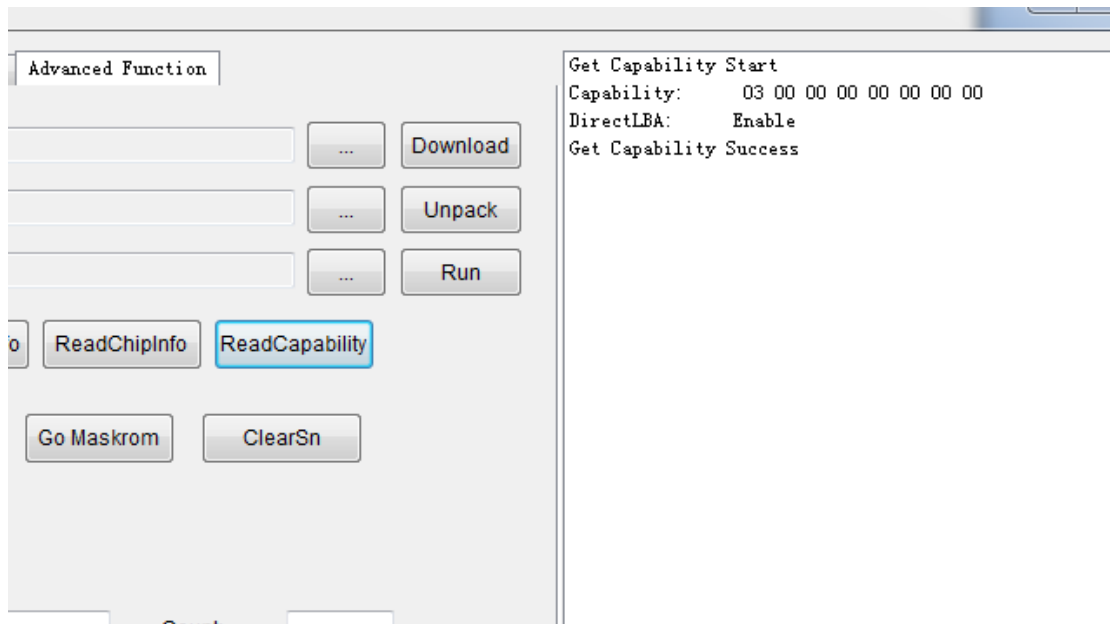 Advanced Function
... Download
... Unpack
... Run
ReadChipInfo ReadCapability
Go Maskrom ClearSn
Get Capability Start
Capability: 03 00 00 00 00 00 00 00
DirectLBA: Enable
Get Capability Success